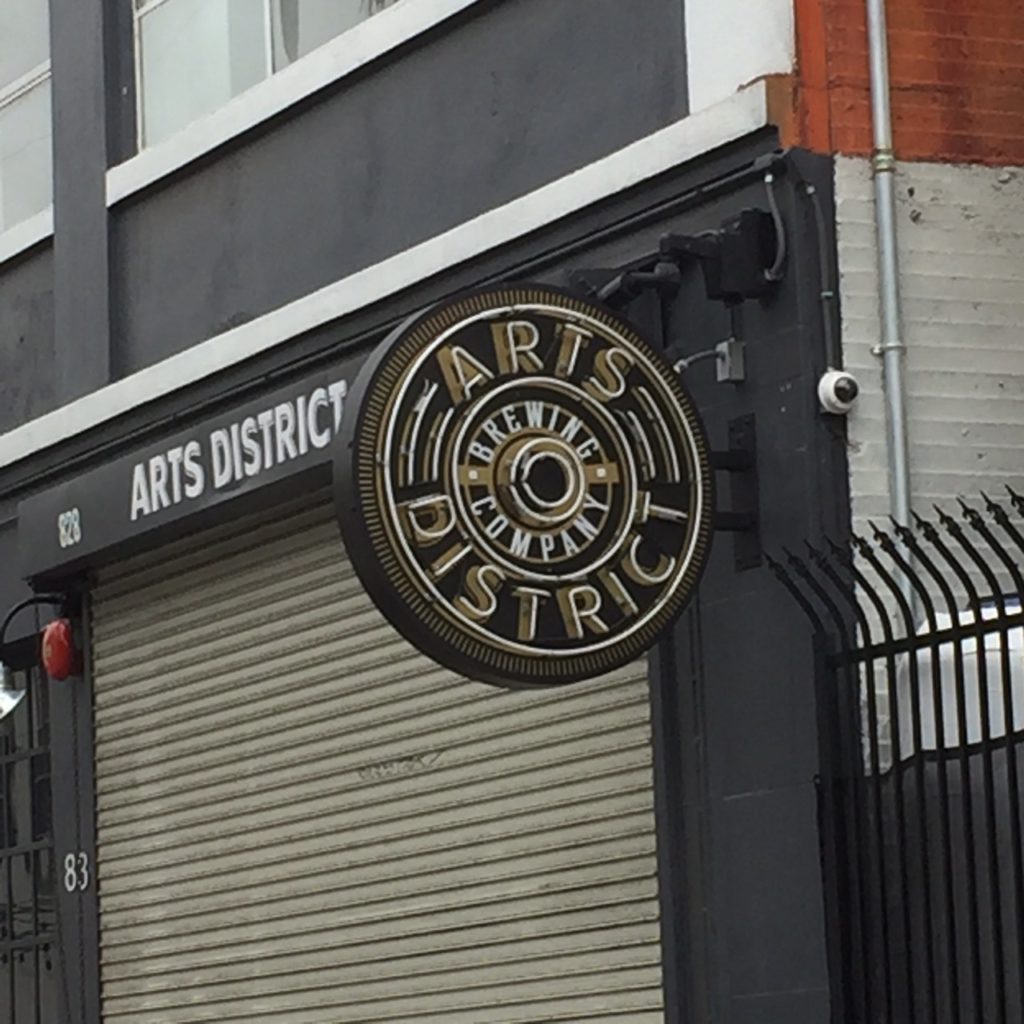 ARTS
BREWING
COMPANY
DISTRICT
ARTS DISTRICT
828
83